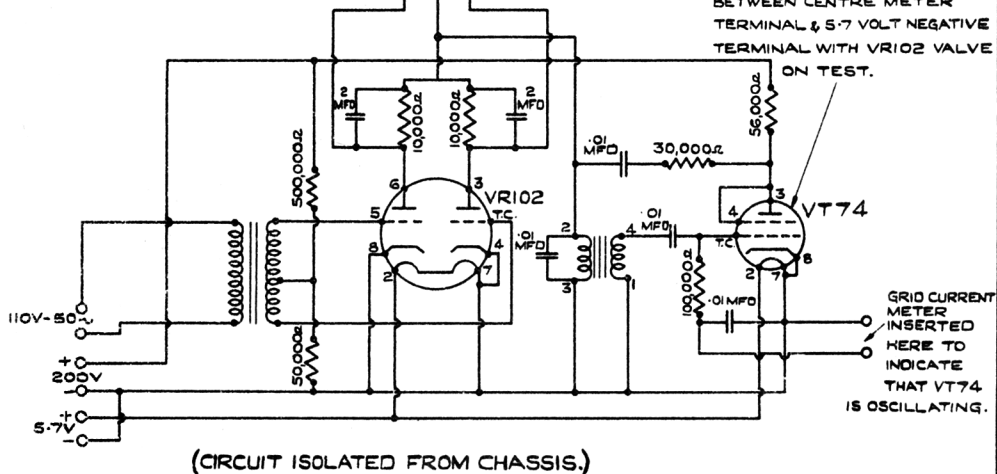 BETWEEN CENTRE METER
TERMINAL & 5·7 VOLT NEGATIVE
TERMINAL WITH VR102 VALVE
ON TEST.
2
MFD
10,000Ω
10,000Ω
2
MFD
56,000Ω
·01
MFD
30,000Ω
500,000Ω
6
3
VR102
T.C.
5
8
2
4
7
·01
MFD
2
3
4
1
·01
MFD
3
4
VT74
T.C.
2
7
8
100,000Ω
·01MFD
GRID CURRENT
METER
INSERTED
HERE TO
INDICATE
THAT VT74
IS OSCILLATING.
110V-50~
50,000Ω
+
200V
-
+
5·7V
-
(CIRCUIT ISOLATED FROM CHASSIS.)